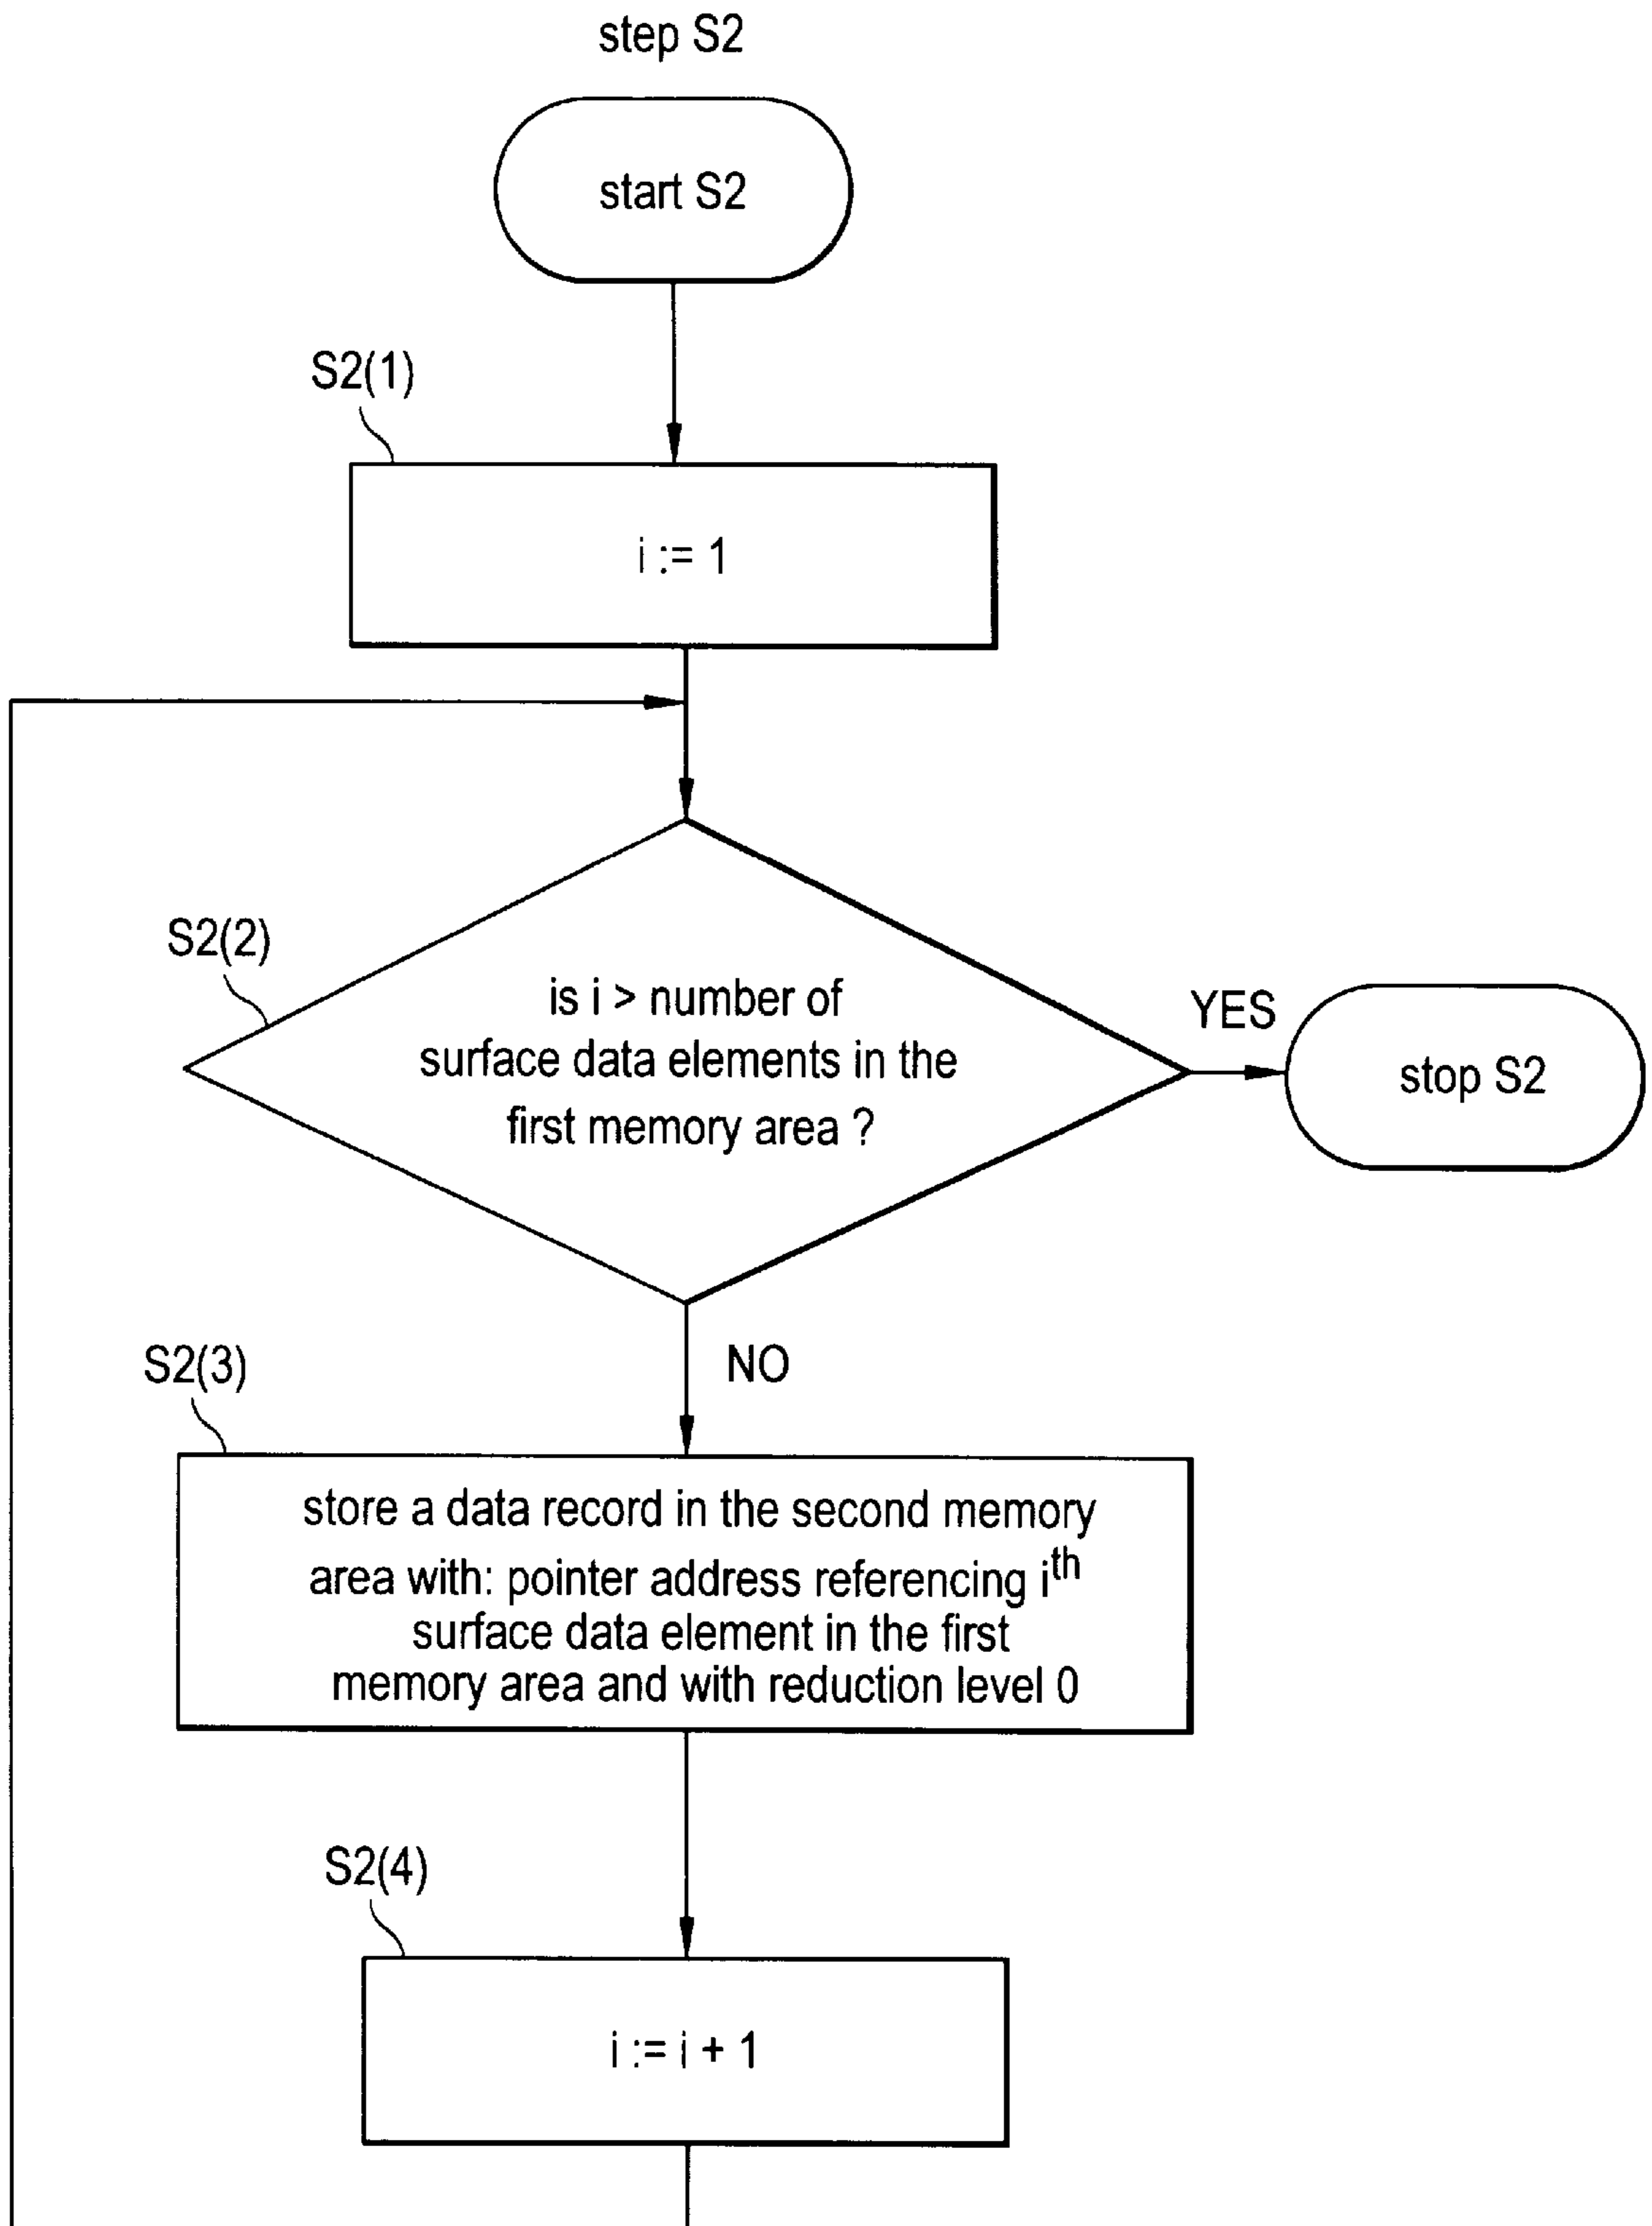 step S2
start S2
S2(1)
i := 1
S2(2)
is i > number of
surface data elements in the
first memory area ?
YES
stop S2
NO
S2(3)
store a data record in the second memory
area with: pointer address referencing iᵗʰ
surface data element in the first
memory area and with reduction level 0
S2(4)
i := i + 1